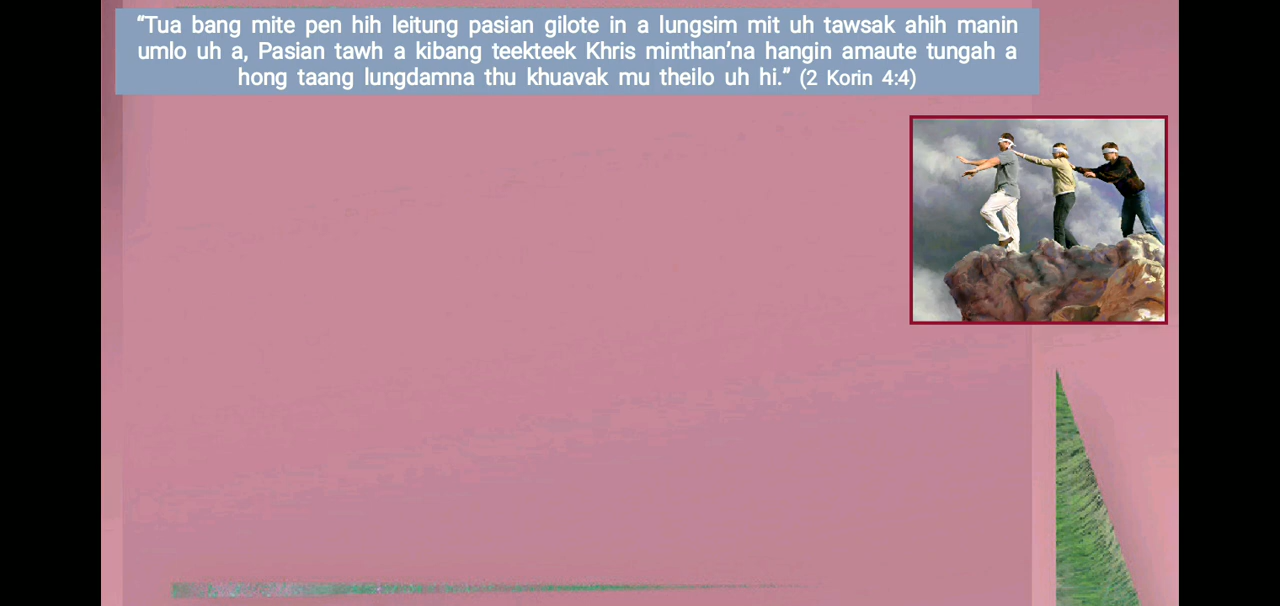 “Tua bang mite pen hih leitung pasian gilote in a lungsim mit uh tawsak ahih manin
umlo uh a, Pasian tawh a kibang teekteek Khris minthan’na hangin amaute tungah a
hong taang lungdamna thu khuavak mu theilo uh hi.” (2 Korin 4:4)